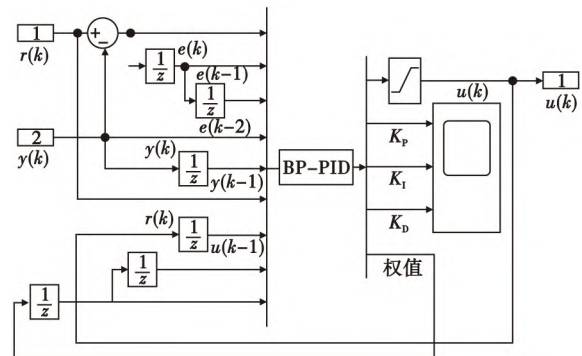 1
r(k)
−
1/z
e(k)
e(k−1)
1/z
e(k−2)
2
y(k)
y(k)
1/z
y(k−1)
BP−PID
r(k)
1/z
u(k−1)
1/z
1/z
u(k)
1
u(k)
K_P
K_I
K_D
权值